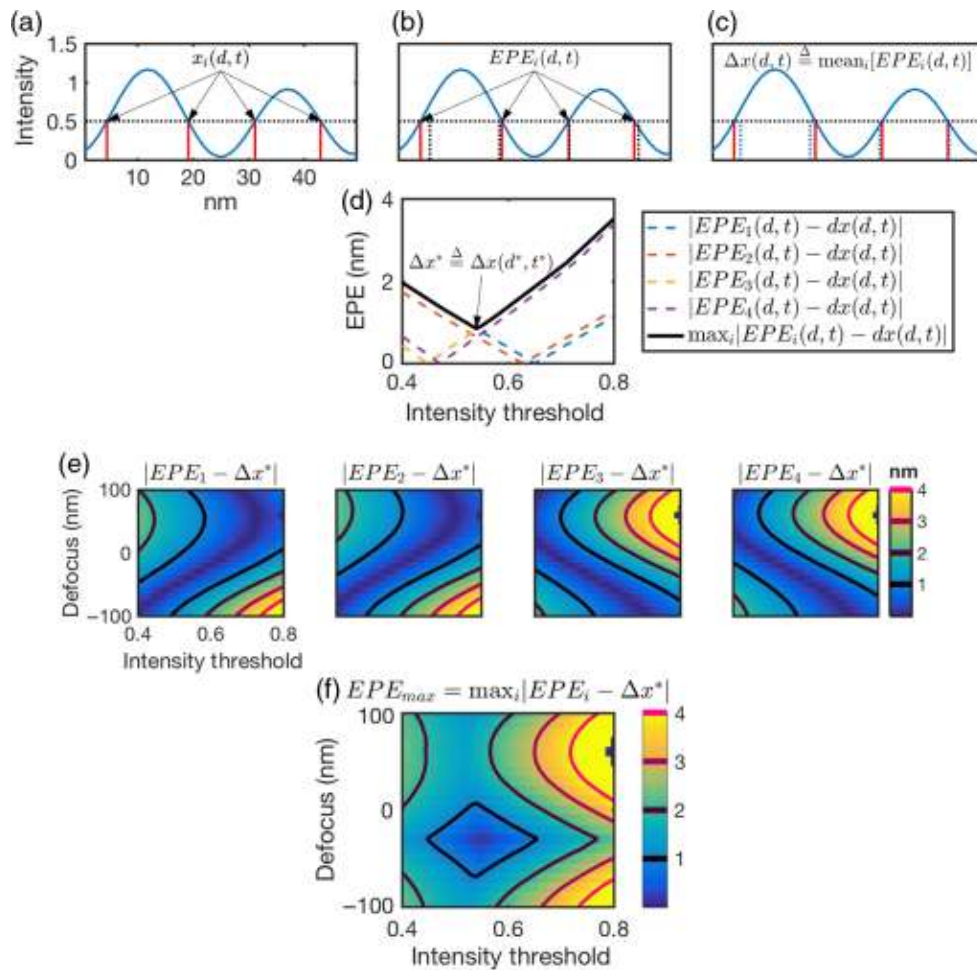 (a)
(b)
(c)
x_i(d, t)
EPE_i(d, t)
Δx(d, t) ≜ mean_i[EPE_i(d, t)]
Intensity
1.5
1
0.5
0
10 20 30 40
nm
(d)
EPE (nm)
4
2
0
Δx* ≜ Δx(d*, t*)
0.4 0.6 0.8
Intensity threshold
|EPE_1(d, t) − dx(d, t)|
|EPE_2(d, t) − dx(d, t)|
|EPE_3(d, t) − dx(d, t)|
|EPE_4(d, t) − dx(d, t)|
max_i|EPE_i(d, t) − dx(d, t)|
(e)
|EPE_1 − Δx*|
|EPE_2 − Δx*|
|EPE_3 − Δx*|
|EPE_4 − Δx*|
nm
Defocus (nm)
100
0
−100
0.4 0.6 0.8
Intensity threshold
4
3
2
1
(f) EPE_max = max_i|EPE_i − Δx*|
Defocus (nm)
100
0
−100
0.4 0.6 0.8
Intensity threshold
4
3
2
1